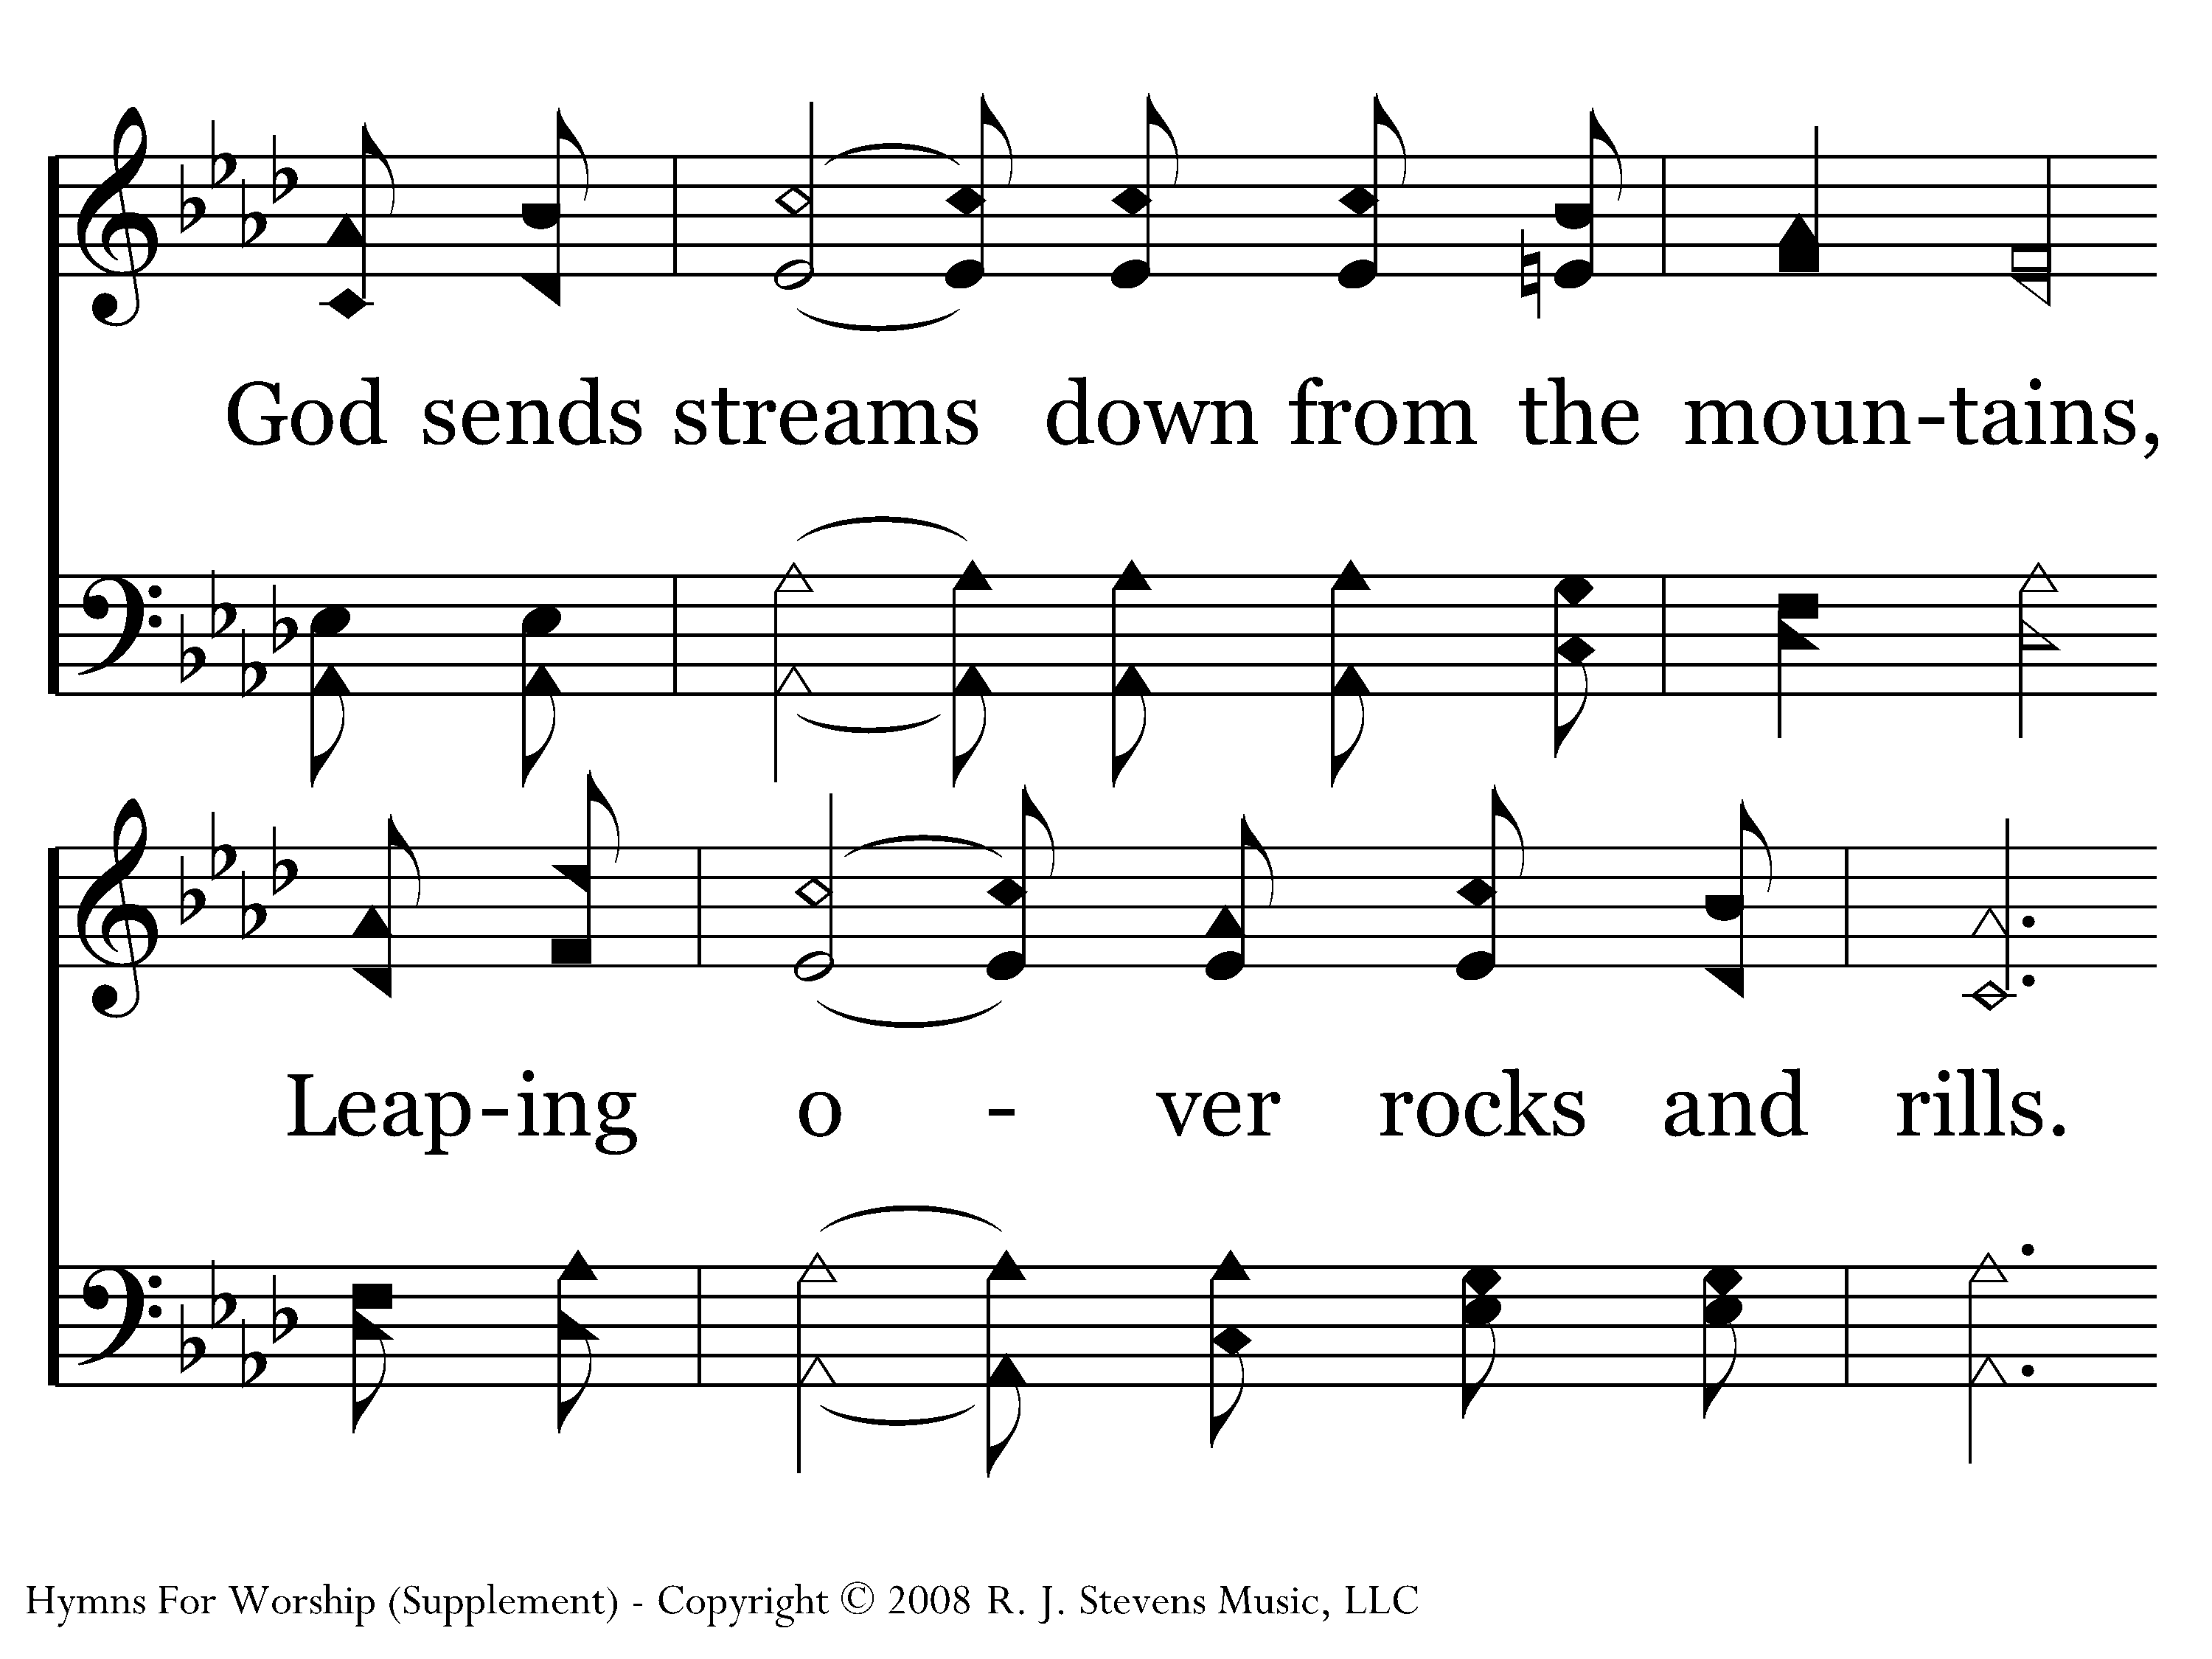 God sends streams down from the moun-tains,
Leap-ing o - ver rocks and rills.
Hymns For Worship (Supplement) - Copyright © 2008 R. J. Stevens Music, LLC